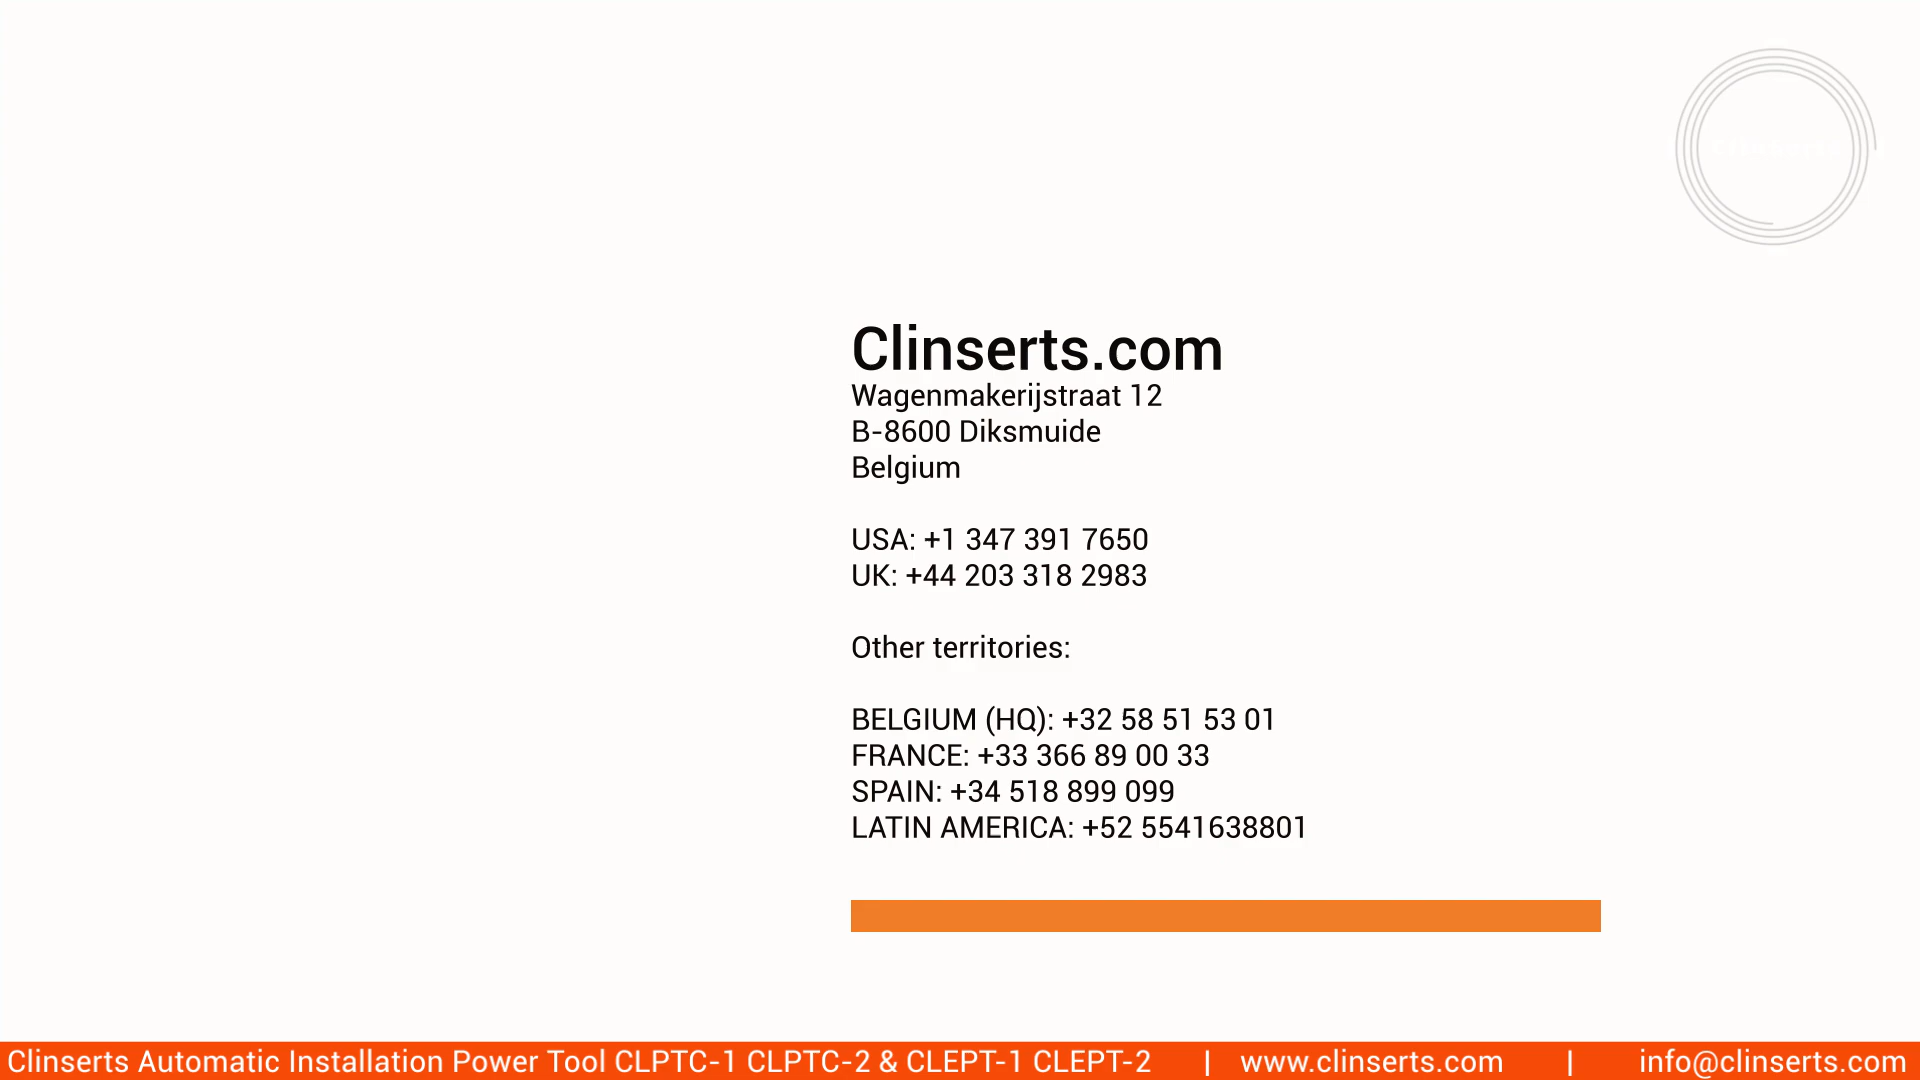 Clinserts.com
Wagenmakerijstraat 12
B-8600 Diksmuide
Belgium
USA: +1 347 391 7650
UK: +44 203 318 2983
Other territories:
BELGIUM (HQ): +32 58 51 53 01
FRANCE: +33 366 89 00 33
SPAIN: +34 518 899 099
LATIN AMERICA: +52 5541638801
Clinserts Automatic Installation Power Tool CLPTC-1 CLPTC-2 & CLEPT-1 CLEPT-2 | www.clinserts.com | info@clinserts.com